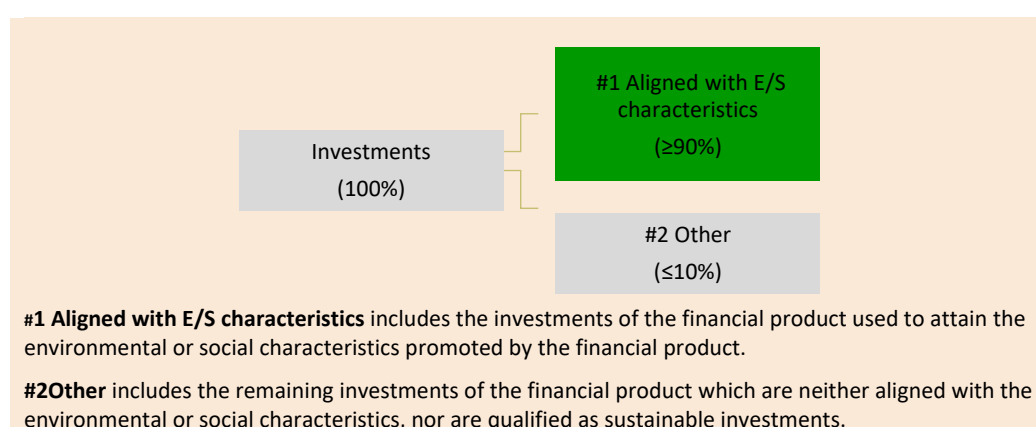 #1 Aligned with E/S
characteristics
(≥90%)
Investments
(100%)
#2 Other
(≤10%)
#1 Aligned with E/S characteristics includes the investments of the financial product used to attain the
environmental or social characteristics promoted by the financial product.
#2Other includes the remaining investments of the financial product which are neither aligned with the
environmental or social characteristics, nor are qualified as sustainable investments.